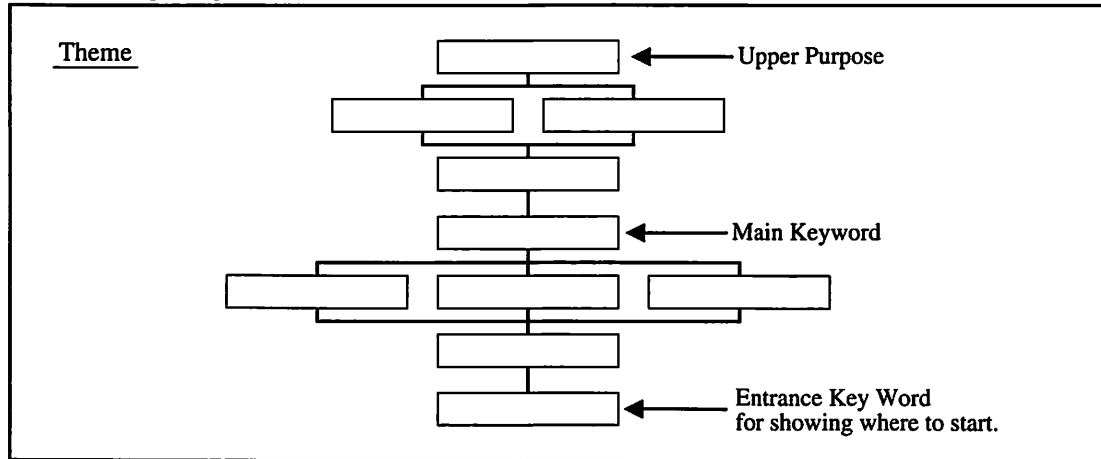 Theme
Upper Purpose
Main Keyword
Entrance Key Word
for showing where to start.